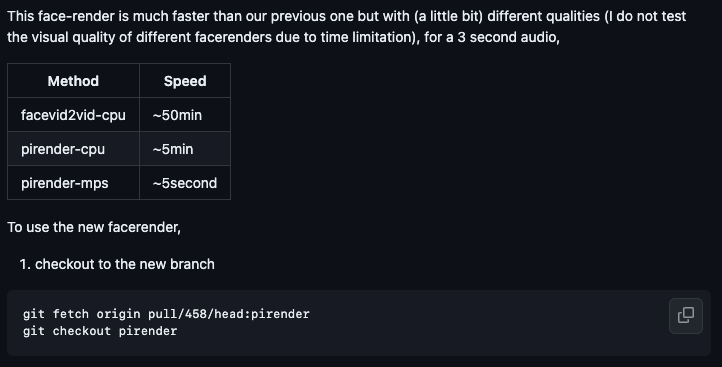 This face-render is much faster than our previous one but with (a little bit) different qualities (I do not test
the visual quality of different facerenders due to time limitation), for a 3 second audio,
Method Speed
facevid2vid-cpu ~50min
pirender-cpu ~5min
pirender-mps ~5second
To use the new facerender,
1. checkout to the new branch
git fetch origin pull/458/head:pirender
git checkout pirender